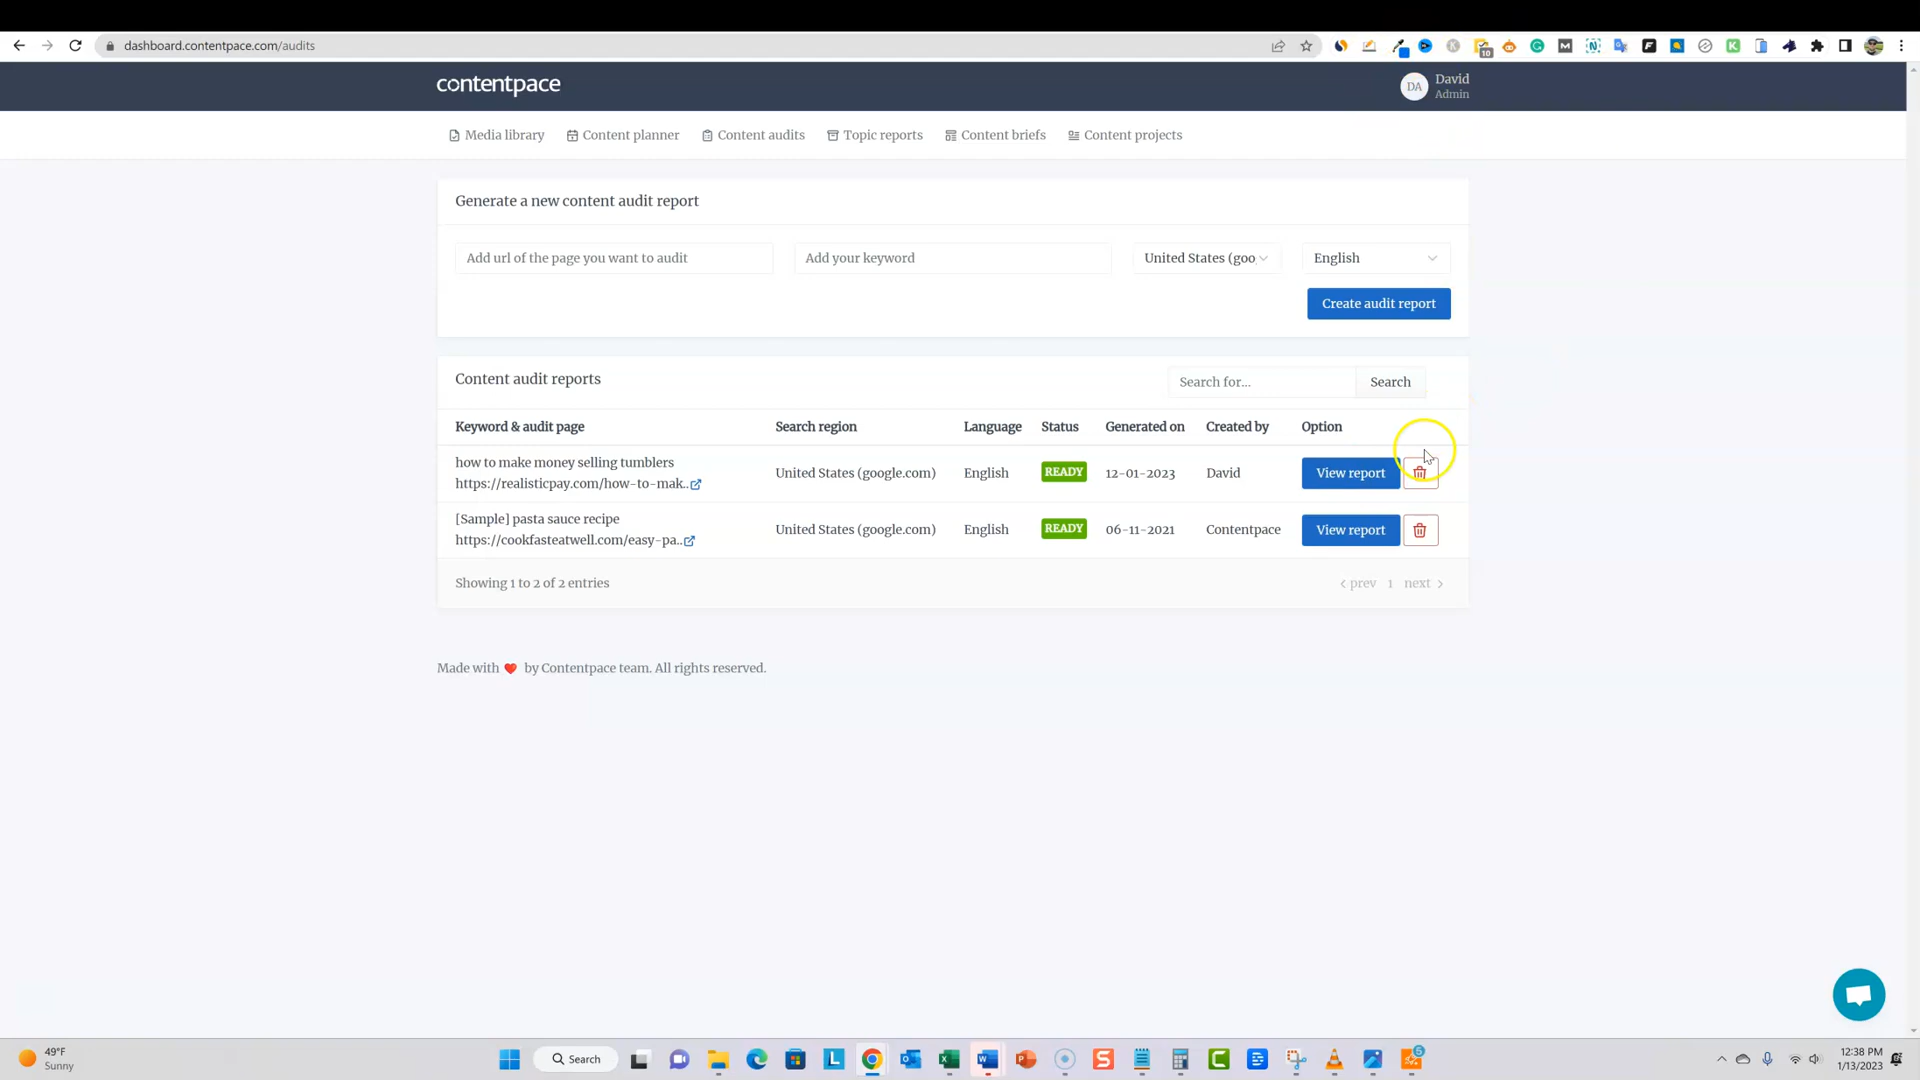 dashboard.contentpace.com/audits
10
contentpace
DA
David
Admin
Media library
Content planner
Content audits
Topic reports
Content briefs
Content projects
Generate a new content audit report
Add url of the page you want to audit
Add your keyword
United States (goo
English
Create audit report
Content audit reports
Search for...
Search
Keyword & audit page
Search region
Language
Status
Generated on
Created by
Option
how to make money selling tumblers
https://realisticpay.com/how-to-mak..
United States (google.com)
English
READY
12-01-2023
David
View report
[Sample] pasta sauce recipe
https://cookfasteatwell.com/easy-pa..
United States (google.com)
English
READY
06-11-2021
Contentpace
View report
Showing 1 to 2 of 2 entries
prev
1
next
Made with
by Contentpace team. All rights reserved.
49°F
Sunny
Search
5
12:38 PM
1/13/2023